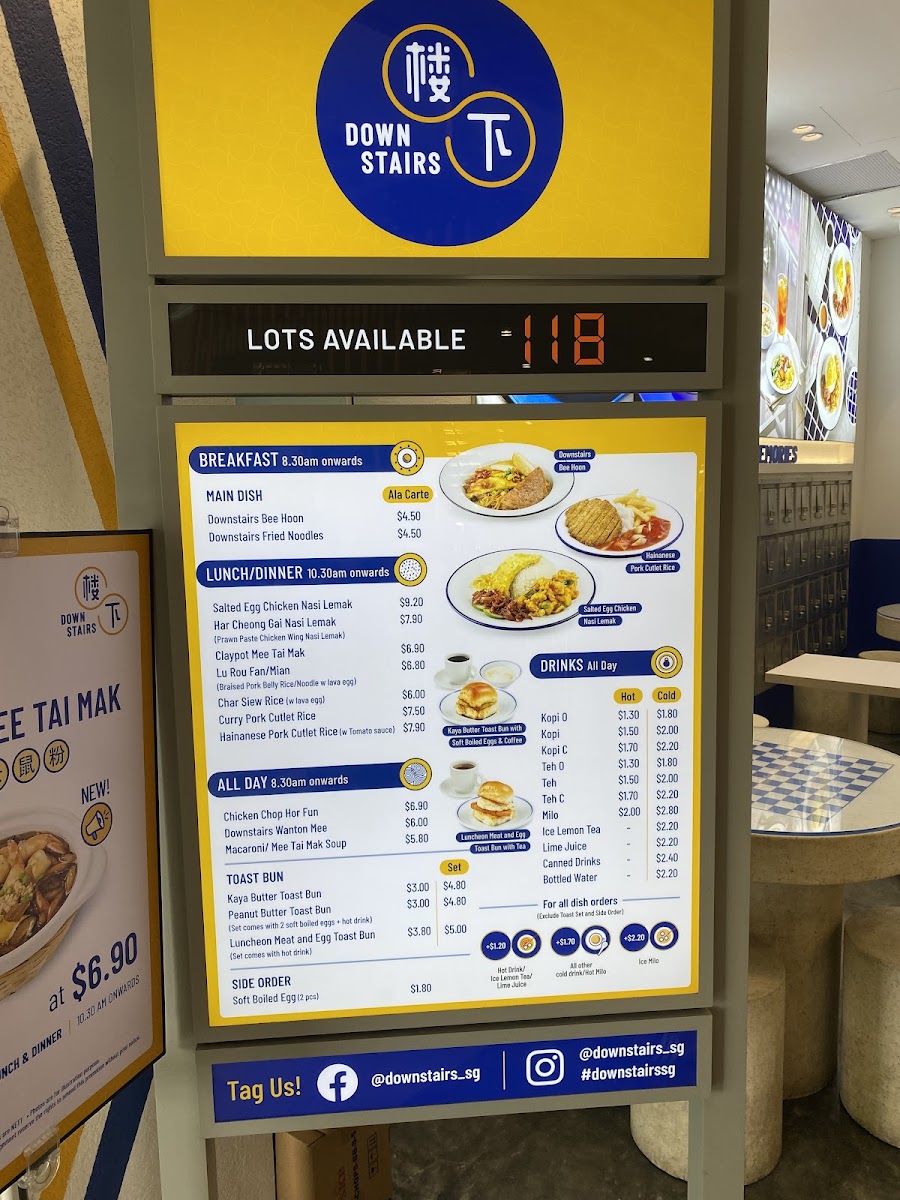 楼下
DOWN
STAIRS
LOTS AVAILABLE 118
BREAKFAST 8.30am onwards
MAIN DISH Ala Carte
Downstairs Bee Hoon $4.50
Downstairs Fried Noodles $4.50
LUNCH/DINNER 10.30am onwards
Salted Egg Chicken Nasi Lemak $9.20
Har Cheong Gai Nasi Lemak $7.90
(Prawn Paste Chicken Wing Nasi Lemak)
Claypot Mee Tai Mak $6.90
Lu Rou Fan/Mian $6.80
(Braised Pork Belly Rice/Noodle w lava egg)
Char Siew Rice (w lava egg) $6.00
Curry Pork Cutlet Rice $7.50
Hainanese Pork Cutlet Rice (w Tomato sauce) $7.90
ALL DAY 8.30am onwards
Chicken Chop Hor Fun $6.90
Downstairs Wanton Mee $6.00
Macaroni/ Mee Tai Mak Soup $5.80
TOAST BUN Set
Kaya Butter Toast Bun $3.00 $4.80
Peanut Butter Toast Bun $3.00 $4.80
(Set comes with 2 soft boiled eggs + hot drink)
Luncheon Meat and Egg Toast Bun $3.80 $5.00
(Set comes with hot drink)
SIDE ORDER
Soft Boiled Egg (2 pcs) $1.80
Downstairs
Bee Hoon
Hainanese
Pork Cutlet Rice
Salted Egg Chicken
Nasi Lemak
Kaya Butter Toast Bun with
Soft Boiled Eggs & Coffee
Luncheon Meat and Egg
Toast Bun with Tea
DRINKS All Day
Hot Cold
Kopi O $1.30 $1.80
Kopi $1.50 $2.00
Kopi C $1.70 $2.20
Teh O $1.30 $1.80
Teh $1.50 $2.00
Teh C $1.70 $2.20
Milo $2.00 $2.80
Ice Lemon Tea - $2.20
Lime Juice - $2.20
Canned Drinks - $2.40
Bottled Water - $2.20
For all dish orders
(Exclude Toast Set and Side Order)
+$1.20 +$1.70 +$2.20
Hot Drink/
Ice Lemon Tea/
Lime Juice
All other
cold drink/Hot Milo
Ice Milo
Tag Us! @downstairs_sg
@downstairs_sg
#downstairssg
楼下
DOWN
STAIRS
EE TAI MAK
鼠粉
NEW!
at $6.90
NCH & DINNER | 10.30 AM ONWARDS
EMORIES